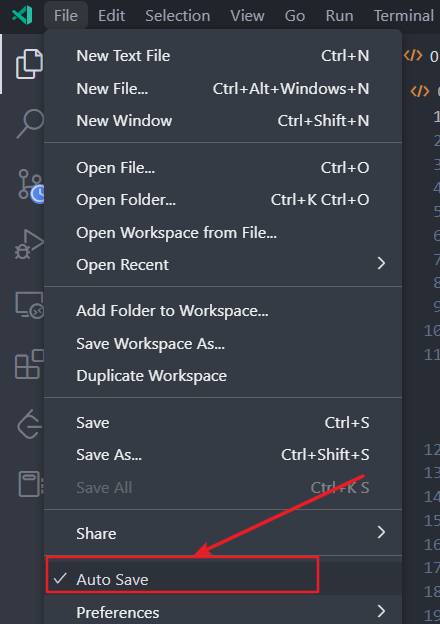 File Edit Selection View Go Run Terminal
New Text File Ctrl+N
New File... Ctrl+Alt+Windows+N
New Window Ctrl+Shift+N
Open File... Ctrl+O
Open Folder... Ctrl+K Ctrl+O
Open Workspace from File...
Open Recent
Add Folder to Workspace...
Save Workspace As...
Duplicate Workspace
Save Ctrl+S
Save As... Ctrl+Shift+S
Save All Ctrl+K S
Share
Auto Save
Preferences
0
1
2
3
4
5
6
7
8
9
10
11
12
13
14
15
16
17
18